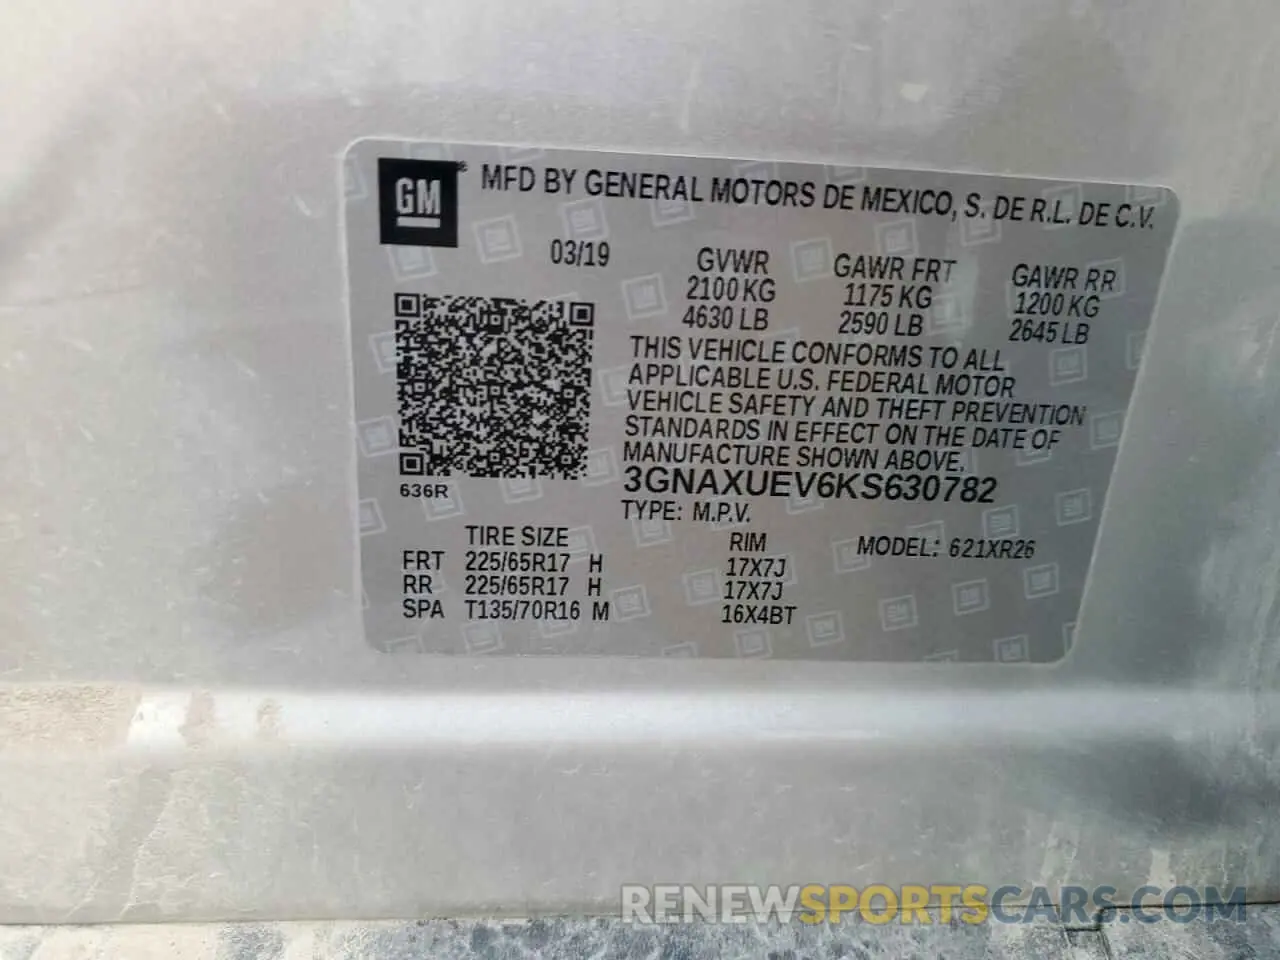 GM® MFD BY GENERAL MOTORS DE MEXICO, S. DE R.L. DE C.V.
03/19 GVWR GAWR FRT GAWR RR
2100 KG 1175 KG 1200 KG
4630 LB 2590 LB 2645 LB
THIS VEHICLE CONFORMS TO ALL
APPLICABLE U.S. FEDERAL MOTOR
VEHICLE SAFETY AND THEFT PREVENTION
STANDARDS IN EFFECT ON THE DATE OF
MANUFACTURE SHOWN ABOVE.
636R 3GNAXUEV6KS630782
TYPE: M.P.V.
TIRE SIZE RIM MODEL: 621XR26
FRT 225/65R17 H 17X7J
RR 225/65R17 H 17X7J
SPA T135/70R16 M 16X4BT
RENEWSPORTSCARS.COM